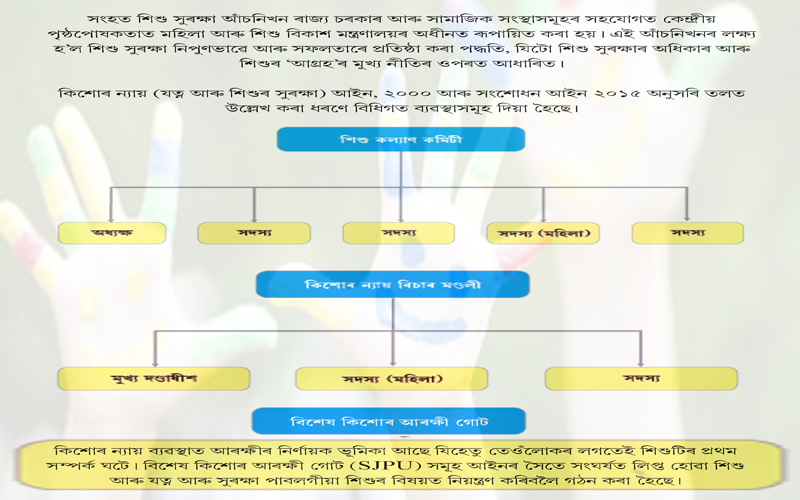 সংহত শিশু সুৰক্ষা আঁচনিখন ৰাজ্য চৰকাৰ আৰু সামাজিক সংস্থাসমূহৰ সহযোগত কেন্দ্ৰীয়
পৃষ্ঠপোষকতাত মহিলা আৰু শিশু বিকাশ মন্ত্ৰণালয়ৰ অধীনত ৰূপায়িত কৰা হয়। এই আঁচনিখনৰ লক্ষ্য
হ'ল শিশু সুৰক্ষা নিপুণভাৱে আৰু সফলতাৰে প্ৰতিষ্ঠা কৰা পদ্ধতি, যিটো শিশু সুৰক্ষাৰ অধিকাৰ আৰু
শিশুৰ 'আগ্ৰহ'ৰ মুখ্য নীতিৰ ওপৰত আধাৰিত।
কিশোৰ ন্যায় (যত্ন আৰু শিশুৰ সুৰক্ষা) আইন, ২০০০ আৰু সংশোধন আইন ২০১৫ অনুসৰি তলত
উল্লেখ কৰা ধৰণে বিধিগত ব্যৱস্থাসমূহ দিয়া হৈছে।
শিশু কল্যাণ কমিটী
অধ্যক্ষ সদস্য সদস্য সদস্য (মহিলা) সদস্য
কিশোৰ ন্যায় বিচাৰ মণ্ডলী
মুখ্য দণ্ডাধীশ সদস্য (মহিলা) সদস্য
বিশেষ কিশোৰ আৰক্ষী গোট
কিশোৰ ন্যায় ব্যৱস্থাত আৰক্ষীৰ নিৰ্ণায়ক ভূমিকা আছে যিহেতু তেওঁলোকৰ লগতেই শিশুটিৰ প্ৰথম
সম্পৰ্ক ঘটে। বিশেষ কিশোৰ আৰক্ষী গোট (SJPU) সমূহ আইনৰ সৈতে সংঘৰ্ষত লিপ্ত হোৱা শিশু
আৰু যত্ন আৰু সুৰক্ষা পাবলগীয়া শিশুৰ বিষয়ত নিয়ন্ত্ৰণ কৰিবলৈ গঠন কৰা হৈছে।